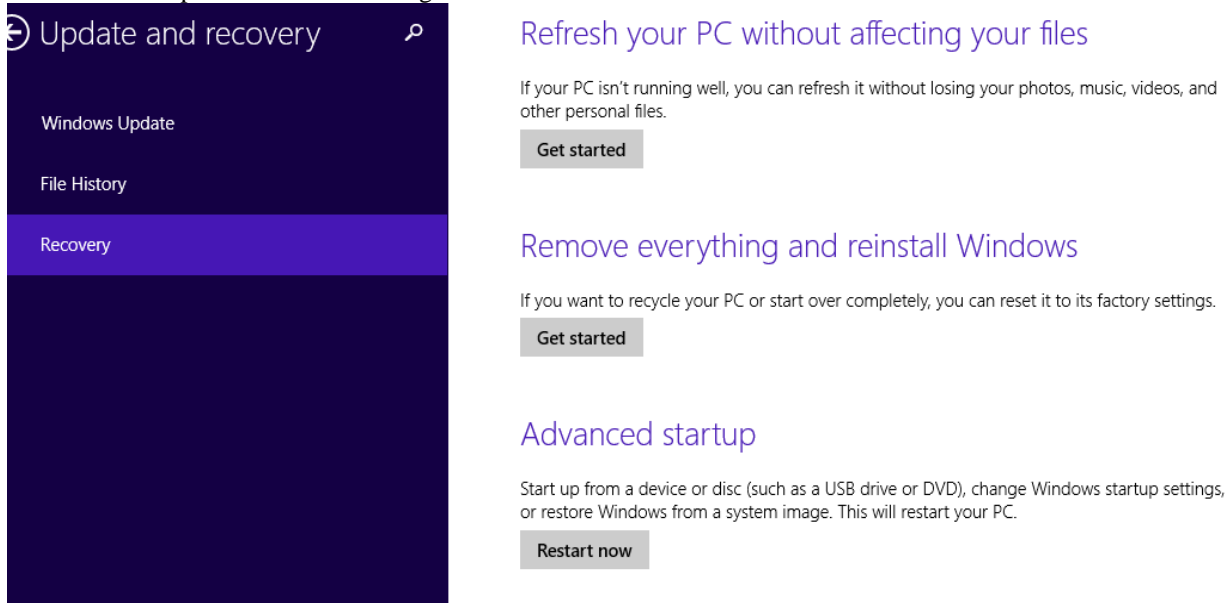 Update and recovery
Windows Update
File History
Recovery
Refresh your PC without affecting your files
If your PC isn't running well, you can refresh it without losing your photos, music, videos, and
other personal files.
Get started
Remove everything and reinstall Windows
If you want to recycle your PC or start over completely, you can reset it to its factory settings.
Get started
Advanced startup
Start up from a device or disc (such as a USB drive or DVD), change Windows startup settings,
or restore Windows from a system image. This will restart your PC.
Restart now